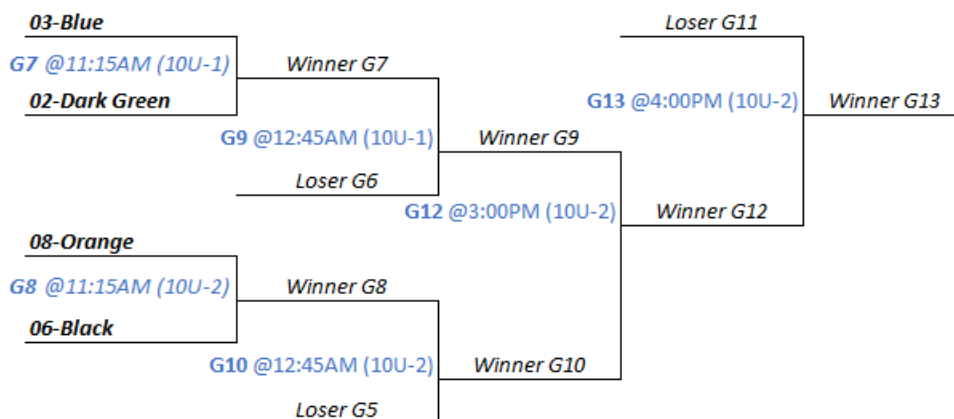 03-Blue
Loser G11
G7 @11:15AM (10U-1)
Winner G7
02-Dark Green
G13 @4:00PM (10U-2)
Winner G13
G9 @12:45AM (10U-1)
Winner G9
Loser G6
G12 @3:00PM (10U-2)
Winner G12
08-Orange
G8 @11:15AM (10U-2)
Winner G8
06-Black
G10 @12:45AM (10U-2)
Winner G10
Loser G5